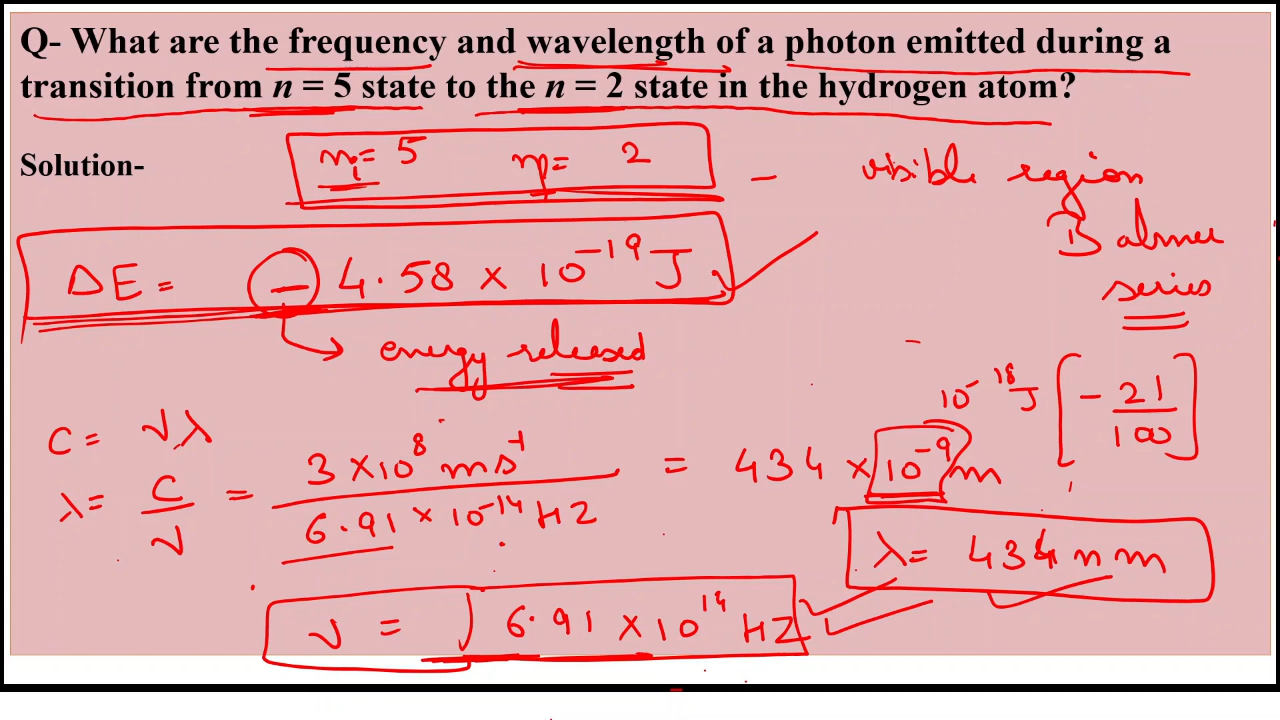 Q- What are the frequency and wavelength of a photon emitted during a
transition from n = 5 state to the n = 2 state in the hydrogen atom?
Solution-
ni = 5 nf = 2 – visible region
Balmer
series
ΔE = – 4.58 × 10⁻¹⁹ J
→ energy released
10⁻¹⁸ J [ – 21/100 ]
c = νλ
λ = c/ν = 3 × 10⁸ ms⁻¹ / 6.91 × 10⁻¹⁴ HZ = 434 × 10⁻⁹ m
λ = 434 nm
ν = 6.91 × 10¹⁴ HZ